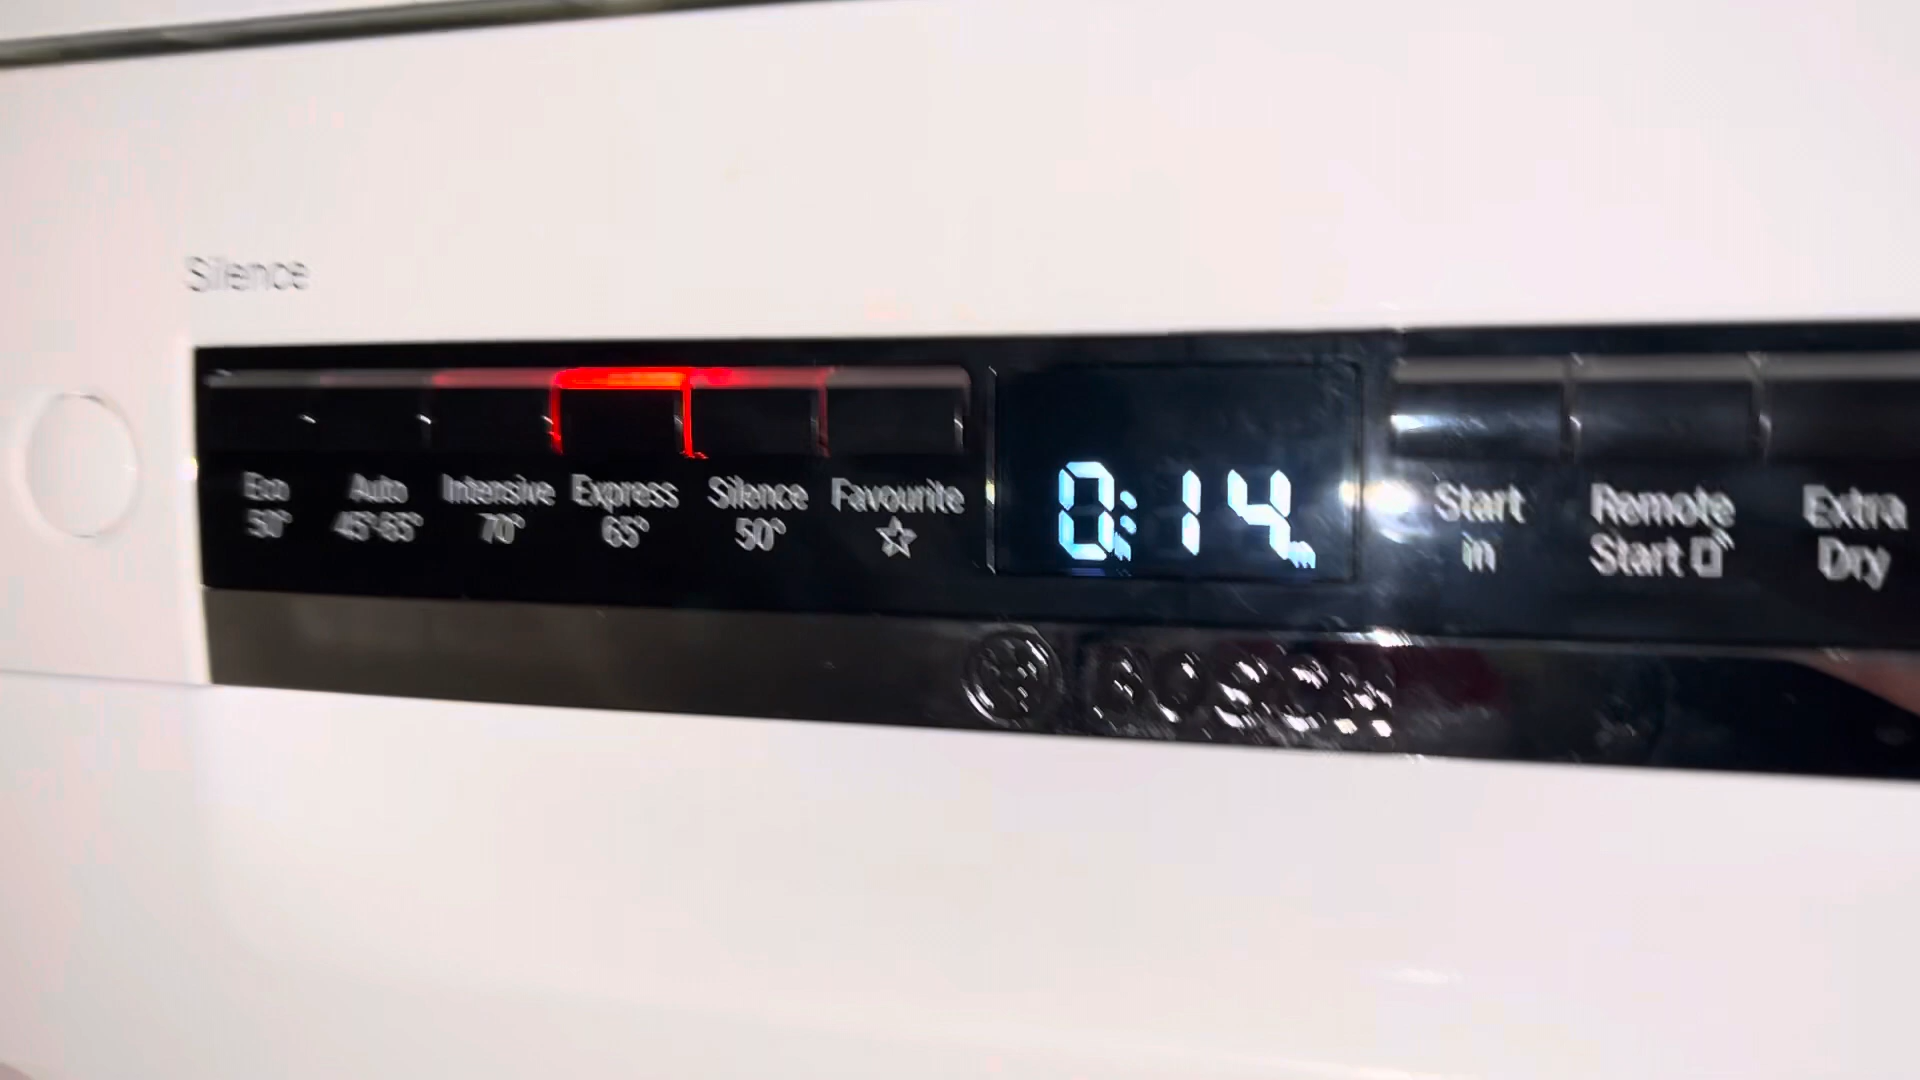 Silence
Eco Auto Intensive Express Silence Favourite
50° 45°-65° 70° 65° 50° ☆
0:14
h m
Start Remote Extra
in Start Dry
BOSCH